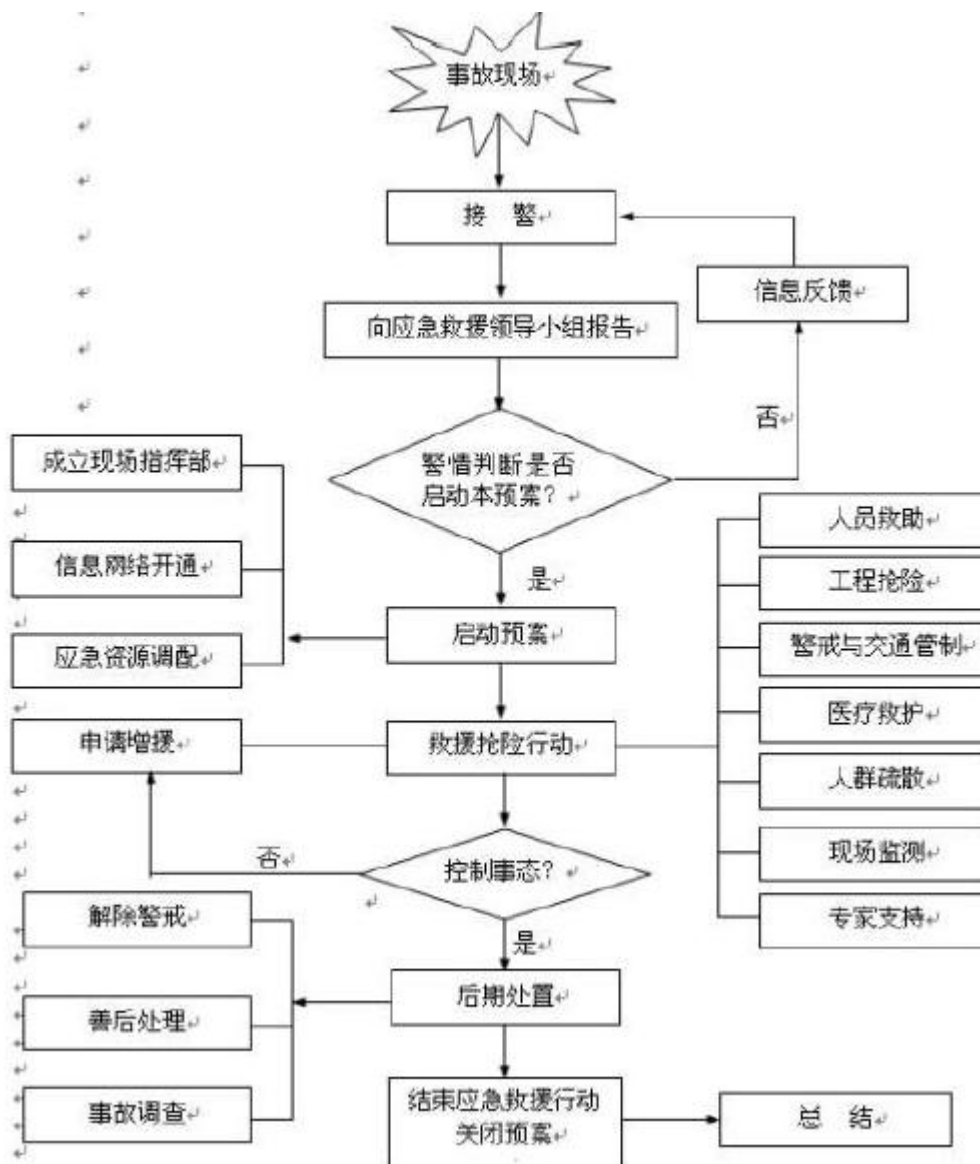 事故现场
接 警
信息反馈
向应急救援领导小组报告
否
成立现场指挥部
警情判断是否
启动本预案?
人员救助
信息网络开通
是
工程抢险
应急资源调配
启动预案
警戒与交通管制
申请增援
救援抢险行动
医疗救护
人群疏散
否
控制事态?
现场监测
解除警戒
是
专家支持
后期处置
善后处理
事故调查
结束应急救援行动
关闭预案
总 结